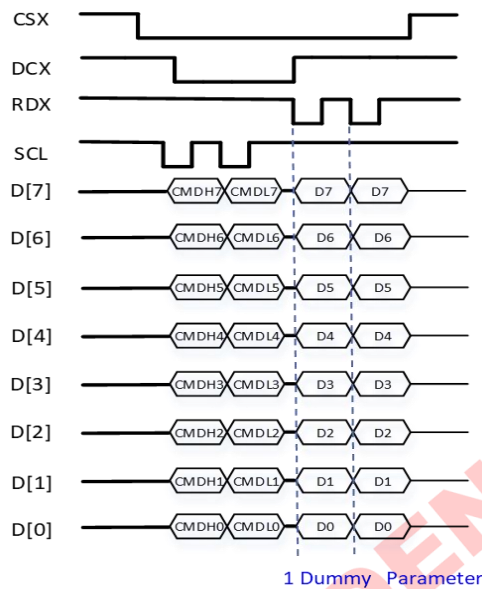 CSX
DCX
RDX
SCL
D[7] CMDH7 CMDL7 D7 D7
D[6] CMDH6 CMDL6 D6 D6
D[5] CMDH5 CMDL5 D5 D5
D[4] CMDH4 CMDL4 D4 D4
D[3] CMDH3 CMDL3 D3 D3
D[2] CMDH2 CMDL2 D2 D2
D[1] CMDH1 CMDL1 D1 D1
D[0] CMDH0 CMDL0 D0 D0
1 Dummy Parameter
DEN